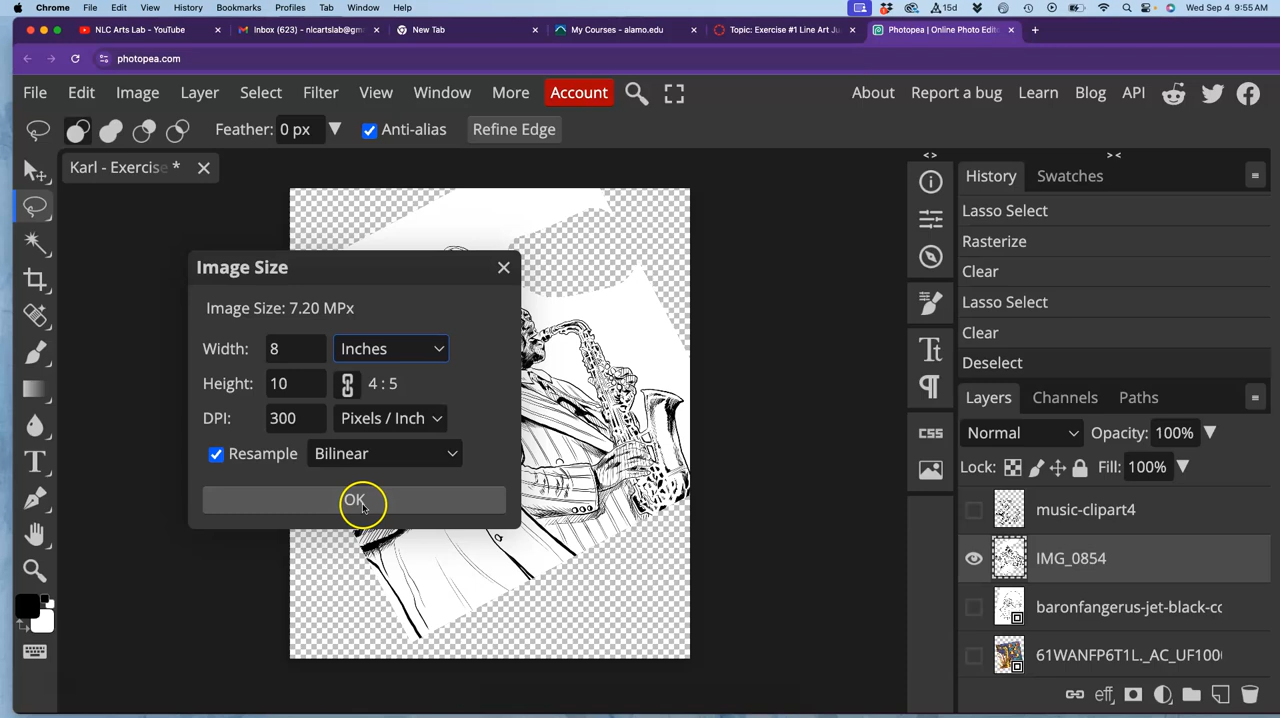 Chrome File Edit View History Bookmarks Profiles Tab Window Help 15d Wed Sep 4 9:55 AM
NLC Arts Lab - YouTube Inbox (623) - nlcartslab@gm New Tab My Courses - alamo.edu Topic: Exercise #1 Line Art Ju Photopea | Online Photo Edito
photopea.com
File Edit Image Layer Select Filter View Window More Account About Report a bug Learn Blog API
Feather: 0 px Anti-alias Refine Edge
Karl - Exercise *
History Swatches
Lasso Select
Rasterize
Clear
Lasso Select
Clear
Deselect
Image Size
Image Size: 7.20 MPx
Width: 8 Inches
Height: 10 4 : 5
DPI: 300 Pixels / Inch
Resample Bilinear
OK
CSS
Layers Channels Paths
Normal Opacity: 100%
Lock: Fill: 100%
music-clipart4
IMG_0854
baronfangerus-jet-black-co
61WANFP6T1L._AC_UF100
eff